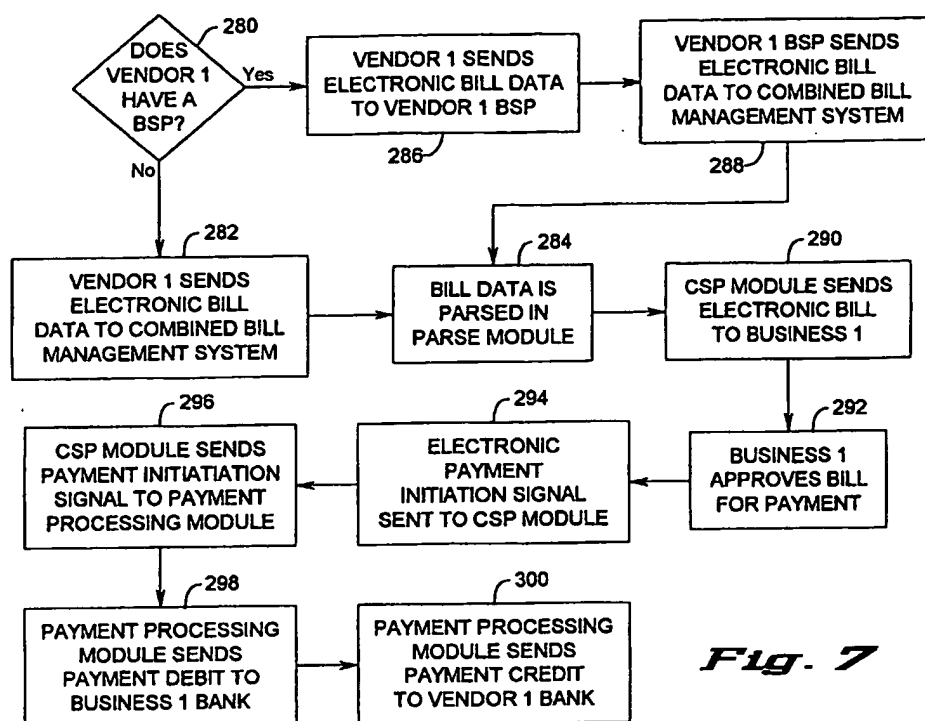 280
DOES
VENDOR 1
HAVE A
BSP?
Yes
No
VENDOR 1 SENDS
ELECTRONIC BILL DATA
TO VENDOR 1 BSP
286
VENDOR 1 BSP SENDS
ELECTRONIC BILL
DATA TO COMBINED BILL
MANAGEMENT SYSTEM
288
282
VENDOR 1 SENDS
ELECTRONIC BILL
DATA TO COMBINED BILL
MANAGEMENT SYSTEM
284
BILL DATA IS
PARSED IN
PARSE MODULE
290
CSP MODULE SENDS
ELECTRONIC BILL
TO BUSINESS 1
292
BUSINESS 1
APPROVES BILL
FOR PAYMENT
294
ELECTRONIC
PAYMENT
INITIATION SIGNAL
SENT TO CSP MODULE
296
CSP MODULE SENDS
PAYMENT INITIATIATION
SIGNAL TO PAYMENT
PROCESSING MODULE
298
PAYMENT PROCESSING
MODULE SENDS
PAYMENT DEBIT TO
BUSINESS 1 BANK
300
PAYMENT PROCESSING
MODULE SENDS
PAYMENT CREDIT
TO VENDOR 1 BANK
Fig. 7